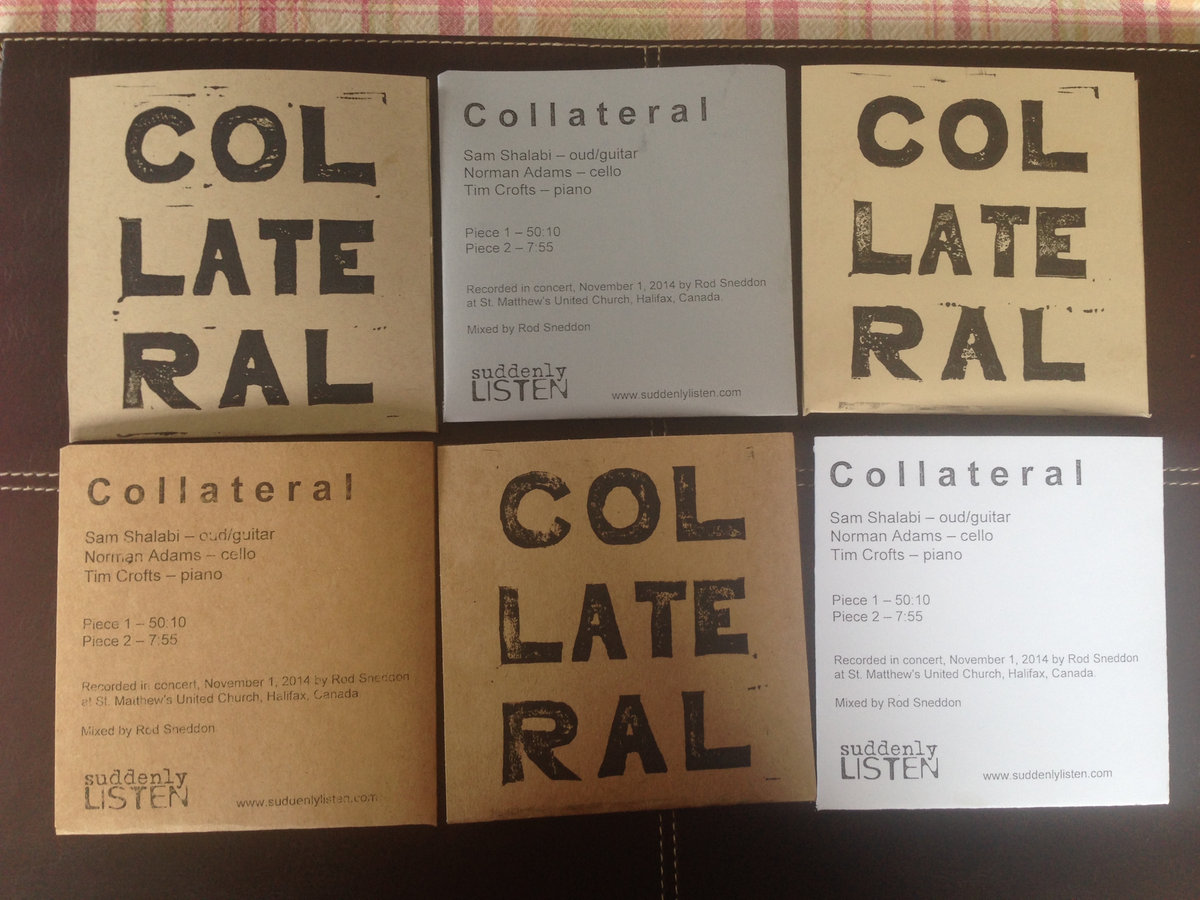 COL
LATE
RAL
Collateral
Sam Shalabi – oud/guitar
Norman Adams – cello
Tim Crofts – piano
Piece 1 – 50:10
Piece 2 – 7:55
Recorded in concert, November 1, 2014 by Rod Sneddon
at St. Matthew's United Church, Halifax, Canada.
Mixed by Rod Sneddon
suddenly
LISTEN
www.suddenlylisten.com
COL
LATE
RAL
Collateral
Sam Shalabi – oud/guitar
Norman Adams – cello
Tim Crofts – piano
Piece 1 – 50:10
Piece 2 – 7:55
Recorded in concert, November 1, 2014 by Rod Sneddon
at St. Matthew's United Church, Halifax, Canada.
Mixed by Rod Sneddon
suddenly
LISTEN
www.suddenlylisten.com
COL
LATE
RAL
Collateral
Sam Shalabi – oud/guitar
Norman Adams – cello
Tim Crofts – piano
Piece 1 – 50:10
Piece 2 – 7:55
Recorded in concert, November 1, 2014 by Rod Sneddon
at St. Matthew's United Church, Halifax, Canada.
Mixed by Rod Sneddon
suddenly
LISTEN
www.suddenlylisten.com